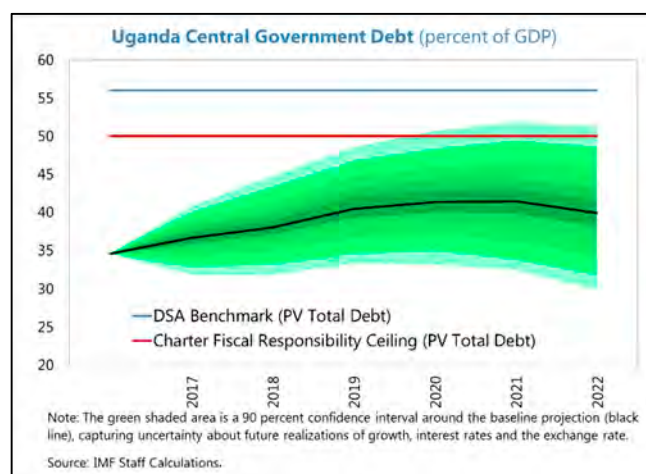 Uganda Central Government Debt (percent of GDP)
60
55
50
45
40
35
30
25
20
DSA Benchmark (PV Total Debt)
Charter Fiscal Responsibility Ceiling (PV Total Debt)
2017
2018
2019
2020
2021
2022
Note: The green shaded area is a 90 percent confidence interval around the baseline projection (black
line), capturing uncertainty about future realizations of growth, interest rates and the exchange rate.
Source: IMF Staff Calculations.